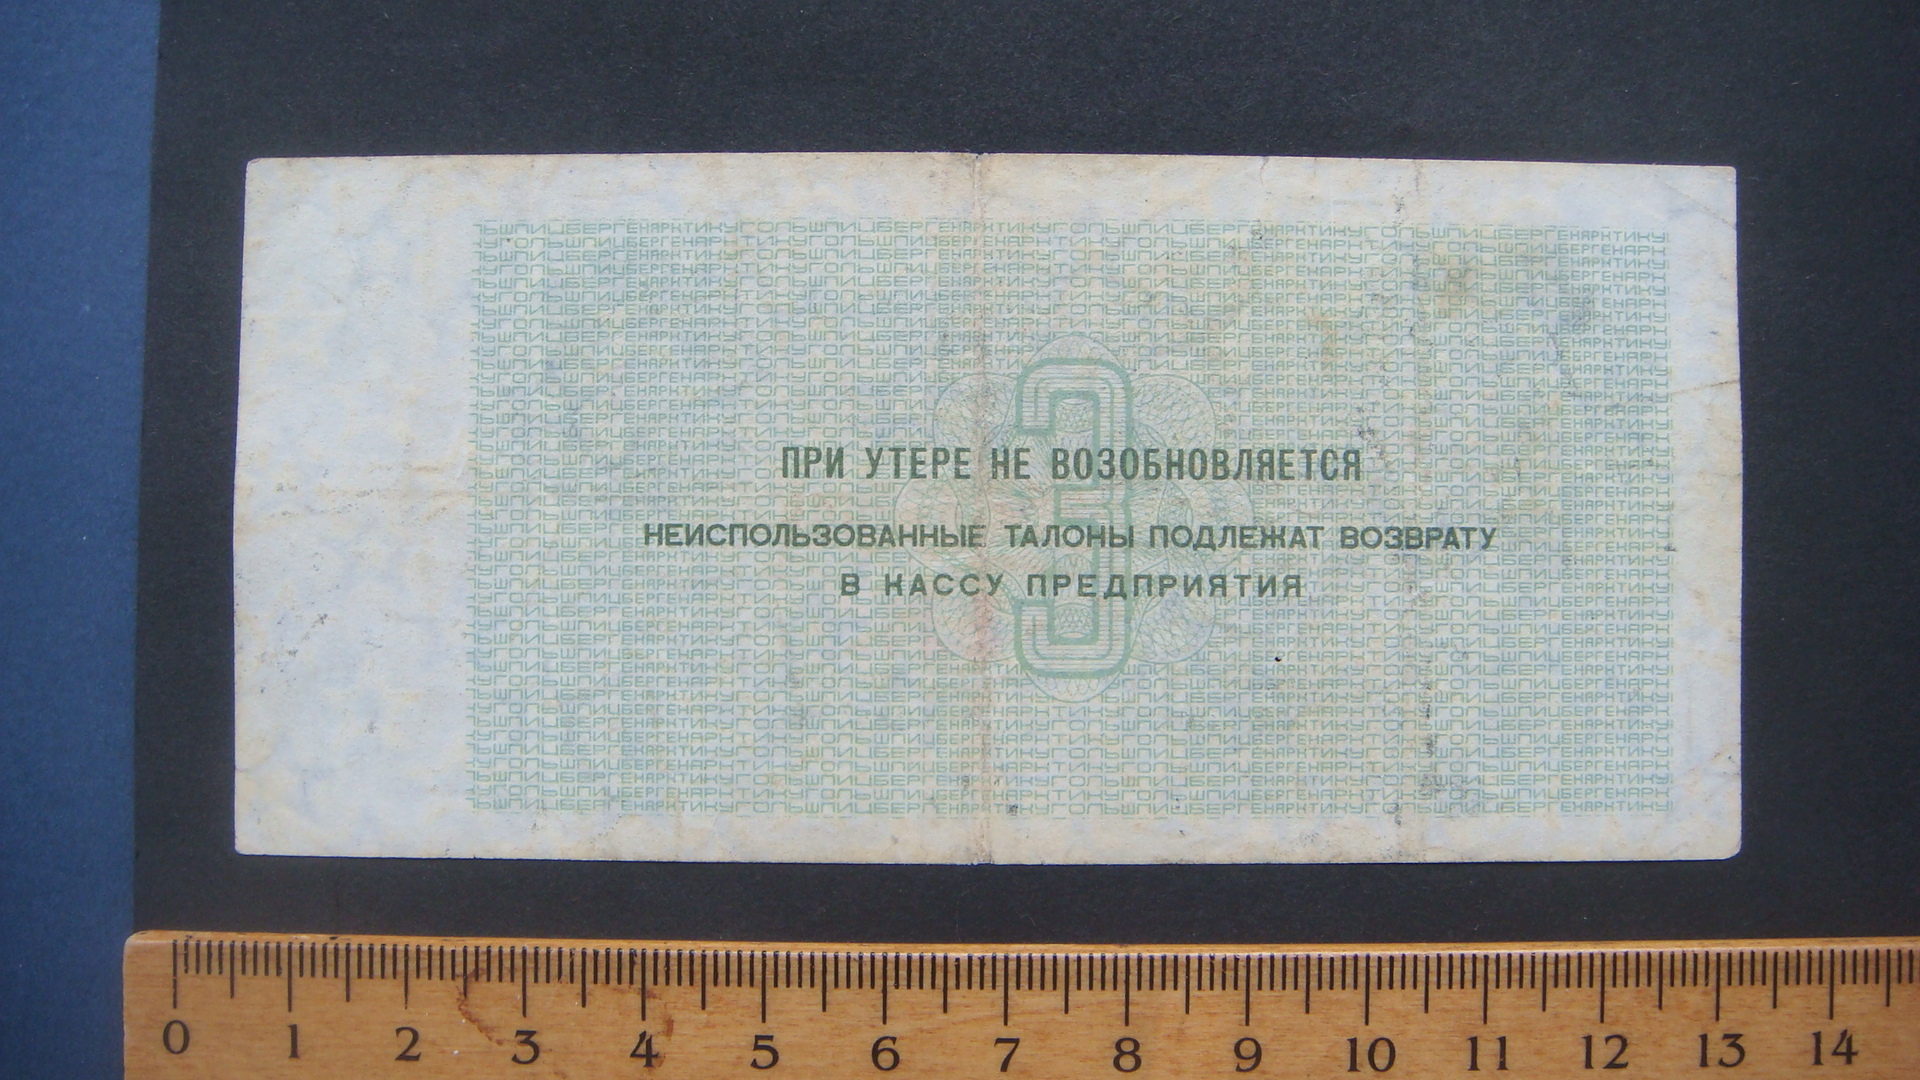 3
ПРИ УТЕРЕ НЕ ВОЗОБНОВЛЯЕТСЯ
НЕИСПОЛЬЗОВАННЫЕ ТАЛОНЫ ПОДЛЕЖАТ ВОЗВРАТУ
В КАССУ ПРЕДПРИЯТИЯ
0 1 2 3 4 5 6 7 8 9 10 11 12 13 14